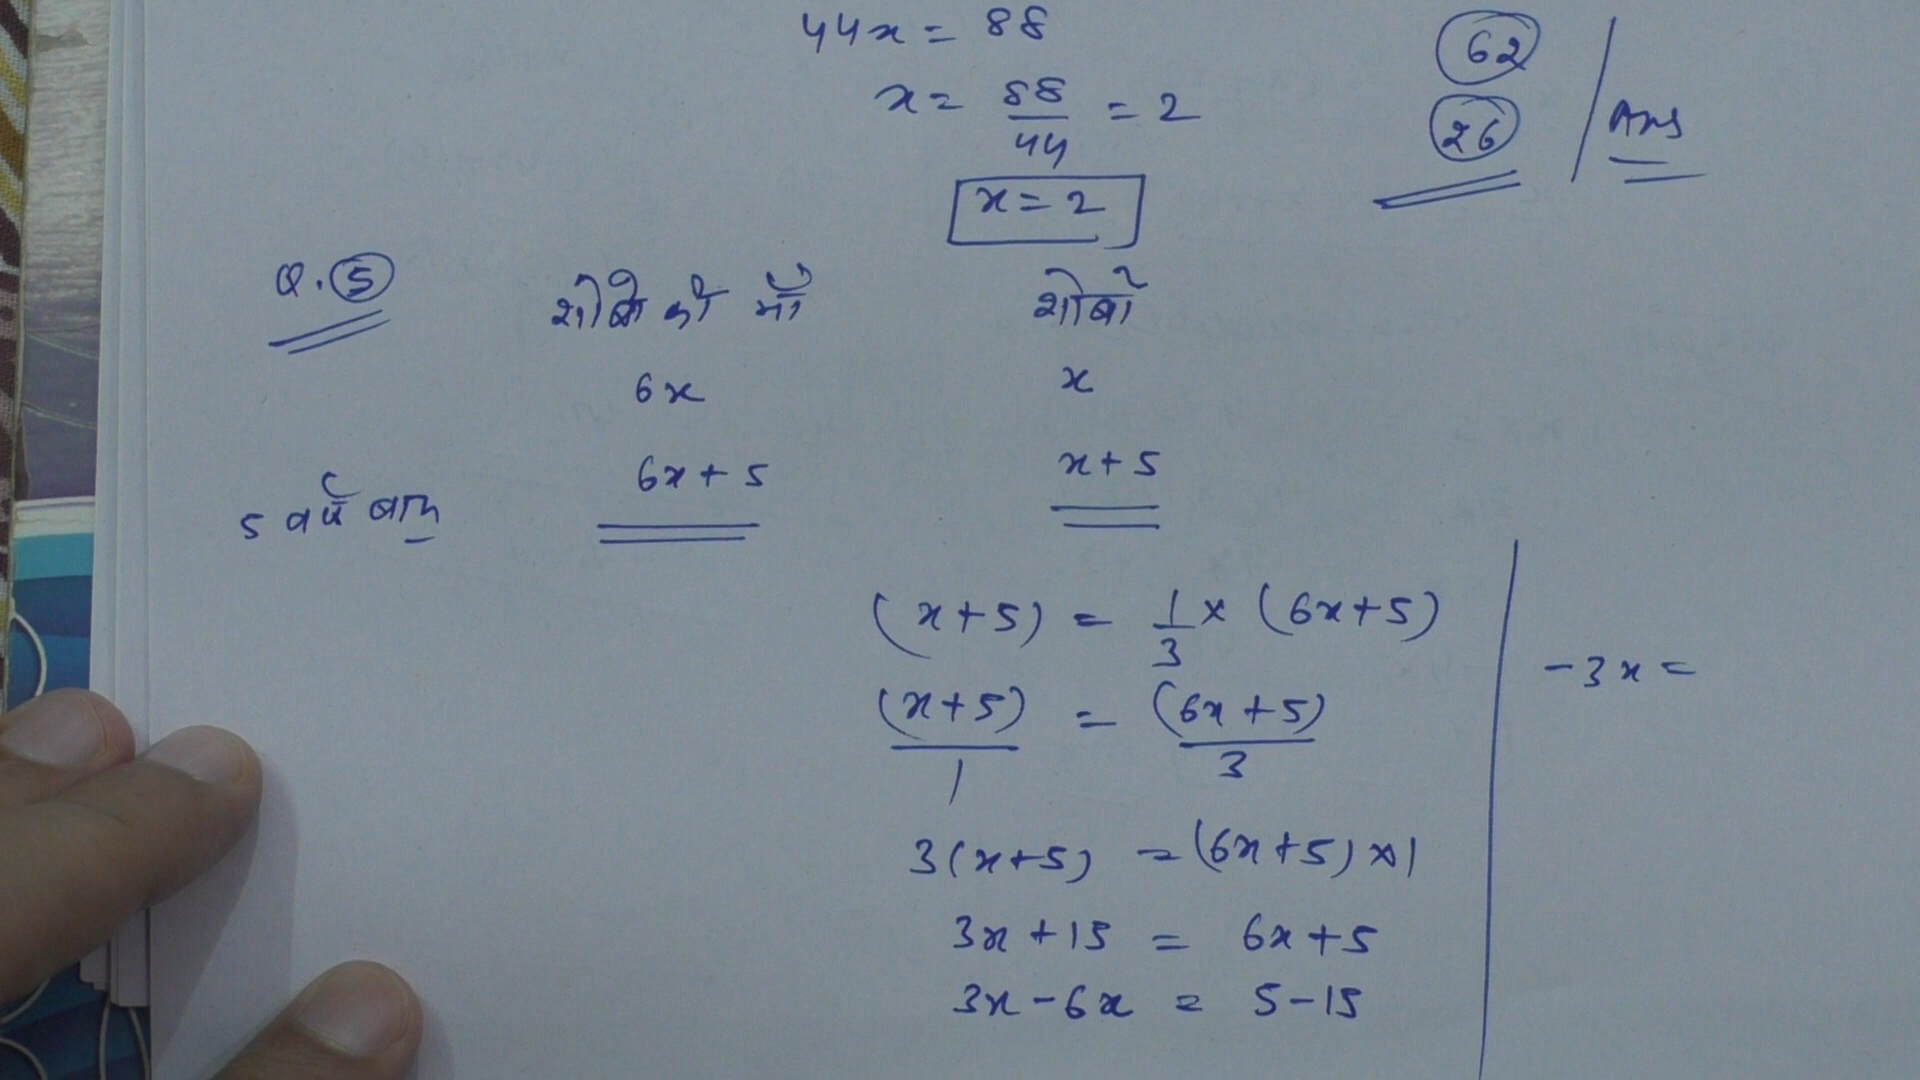 44x = 88
x = 88/44 = 2
x = 2
62
26
Ans
Q. 5
शोबो की माँ
शोबो
6x
x
5 वर्ष बाद
6x + 5
x + 5
(x + 5) = 1/3 × (6x + 5)
(x + 5)/1 = (6x + 5)/3
3(x + 5) = (6x + 5) × 1
3x + 15 = 6x + 5
3x - 6x = 5 - 15
-3x =